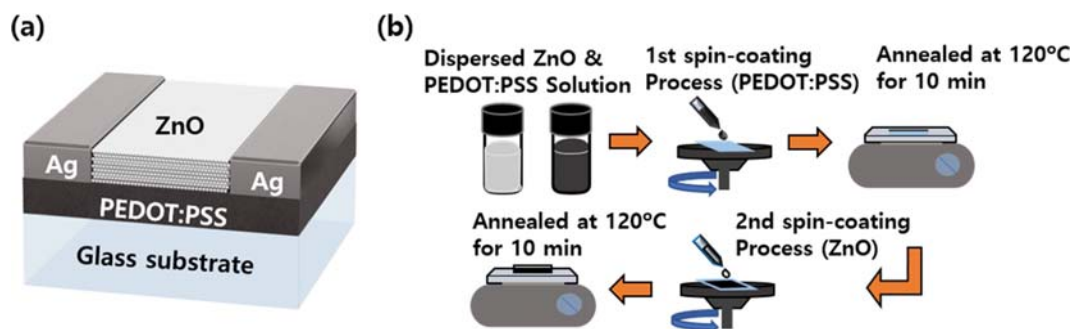 (a)
ZnO
Ag
Ag
PEDOT:PSS
Glass substrate
(b)
Dispersed ZnO &
PEDOT:PSS Solution
1st spin-coating
Process (PEDOT:PSS)
Annealed at 120°C
for 10 min
2nd spin-coating
Process (ZnO)
Annealed at 120°C
for 10 min